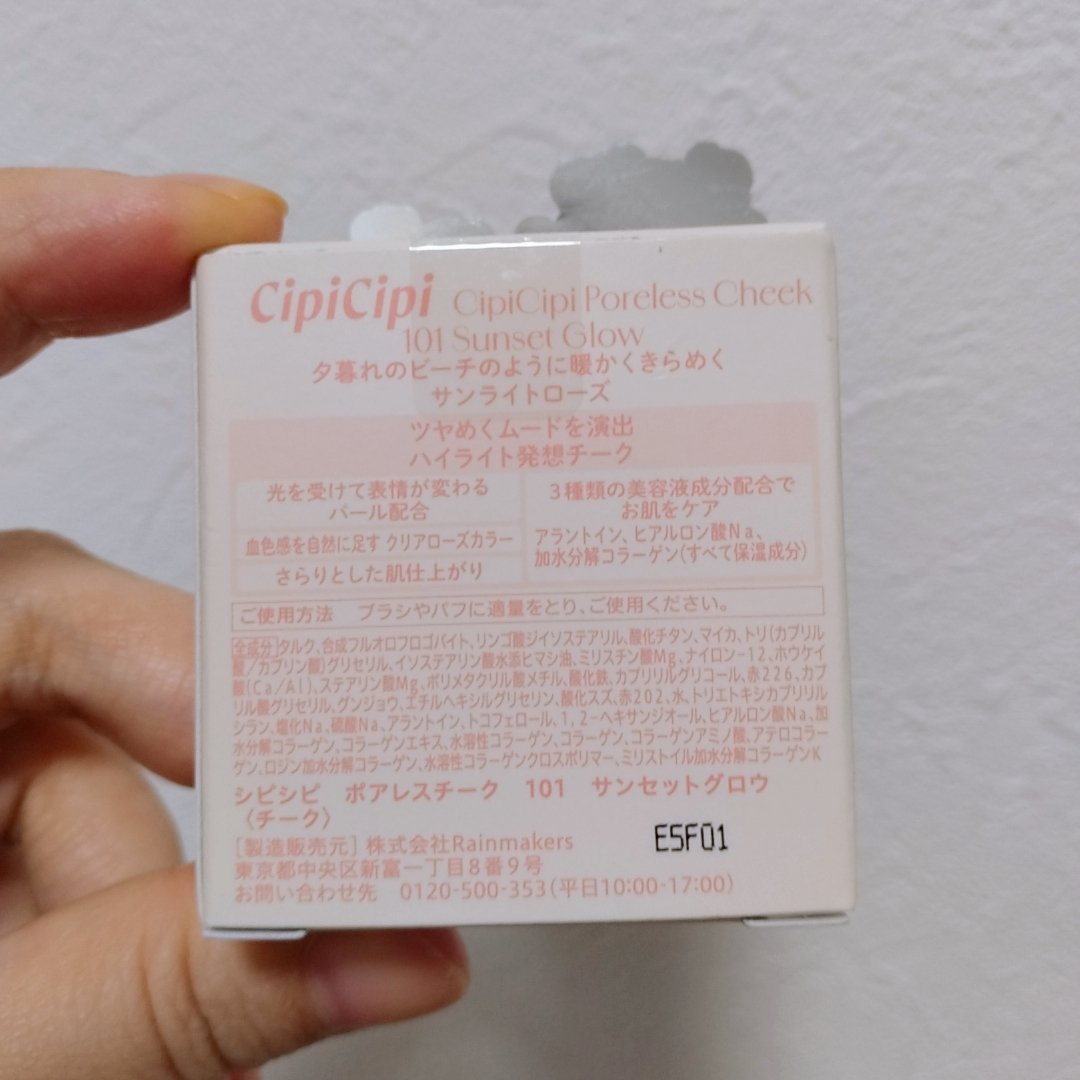 CipiCipi CipiCipi Poreless Cheek
101 Sunset Glow
夕暮れのビーチのように暖かくきらめく
サンライトローズ
ツヤめくムードを演出
ハイライト発想チーク
光を受けて表情が変わる
パール配合
血色感を自然に足す クリアローズカラー
さらりとした肌仕上がり
3種類の美容液成分配合で
お肌をケア
アラントイン、ヒアルロン酸Na、
加水分解コラーゲン(すべて保湿成分)
ご使用方法 ブラシやパフに適量をとり、ご使用ください。
全成分 タルク、合成フルオロフロゴパイト、リンゴ酸ジイソステアリル、酸化チタン、マイカ、トリ(カプリル
酸/カプリン酸)グリセリル、イソステアリン酸水添ヒマシ油、ミリスチン酸Mg、ナイロン-12、ホウケイ
酸(Ca/Al)、ステアリン酸Mg、ポリメタクリル酸メチル、酸化鉄、カプリリルグリコール、赤226、カプ
リル酸グリセリル、グンジョウ、エチルヘキシルグリセリン、酸化スズ、赤202、水、トリエトキシカプリリル
シラン、塩化Na、硫酸Na、アラントイン、トコフェロール、1,2-ヘキサンジオール、ヒアルロン酸Na、加
水分解コラーゲン、コラーゲンエキス、水溶性コラーゲン、コラーゲン、コラーゲンアミノ酸、アテロコラー
ゲン、ロジン加水分解コラーゲン、水溶性コラーゲンクロスポリマー、ミリストイル加水分解コラーゲンK
シピシピ ポアレスチーク 101 サンセットグロウ
〈チーク〉
[製造販売元] 株式会社Rainmakers
東京都中央区新富一丁目8番9号
お問い合わせ先 0120-500-353(平日10:00-17:00)
E5F01